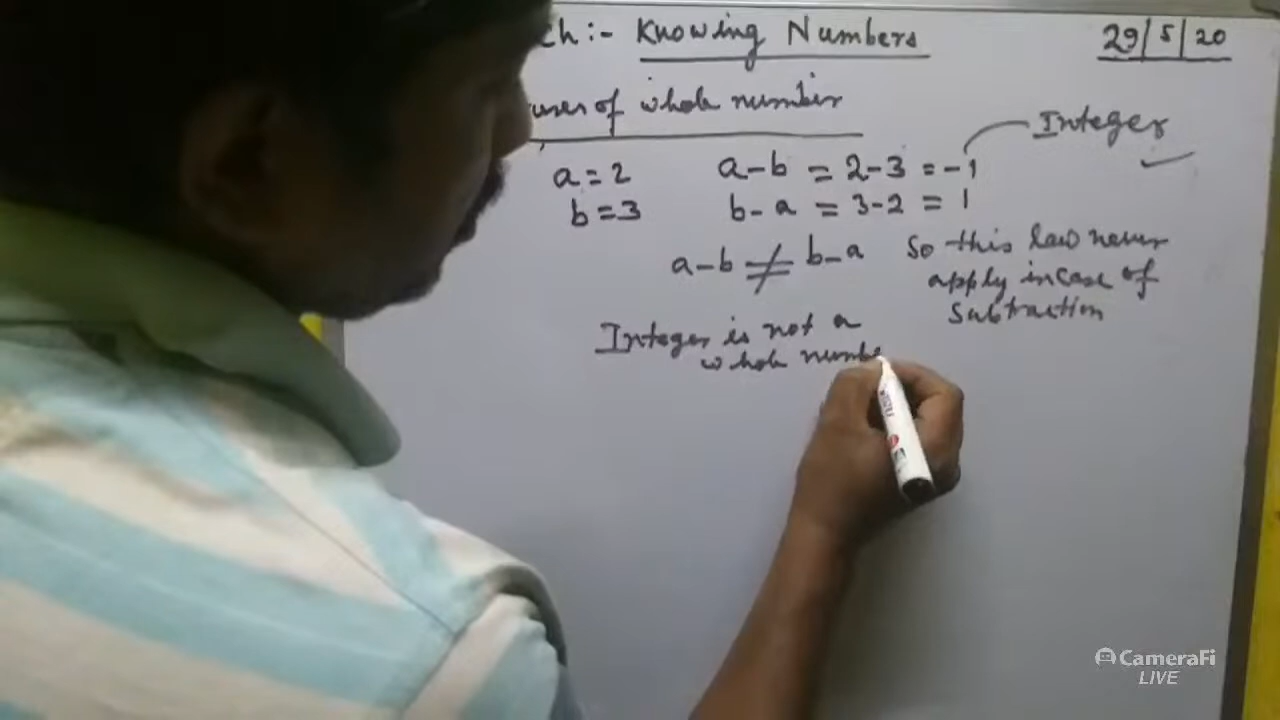 ch:- Knowing Numbers
29/5/20
of whole number
Integer
a = 2
a-b = 2-3 = -1
b = 3
b-a = 3-2 = 1
a-b ≠ b-a
So this law never
apply incase of
Subtraction
Integer is not a
whole numbe
CameraFi
LIVE